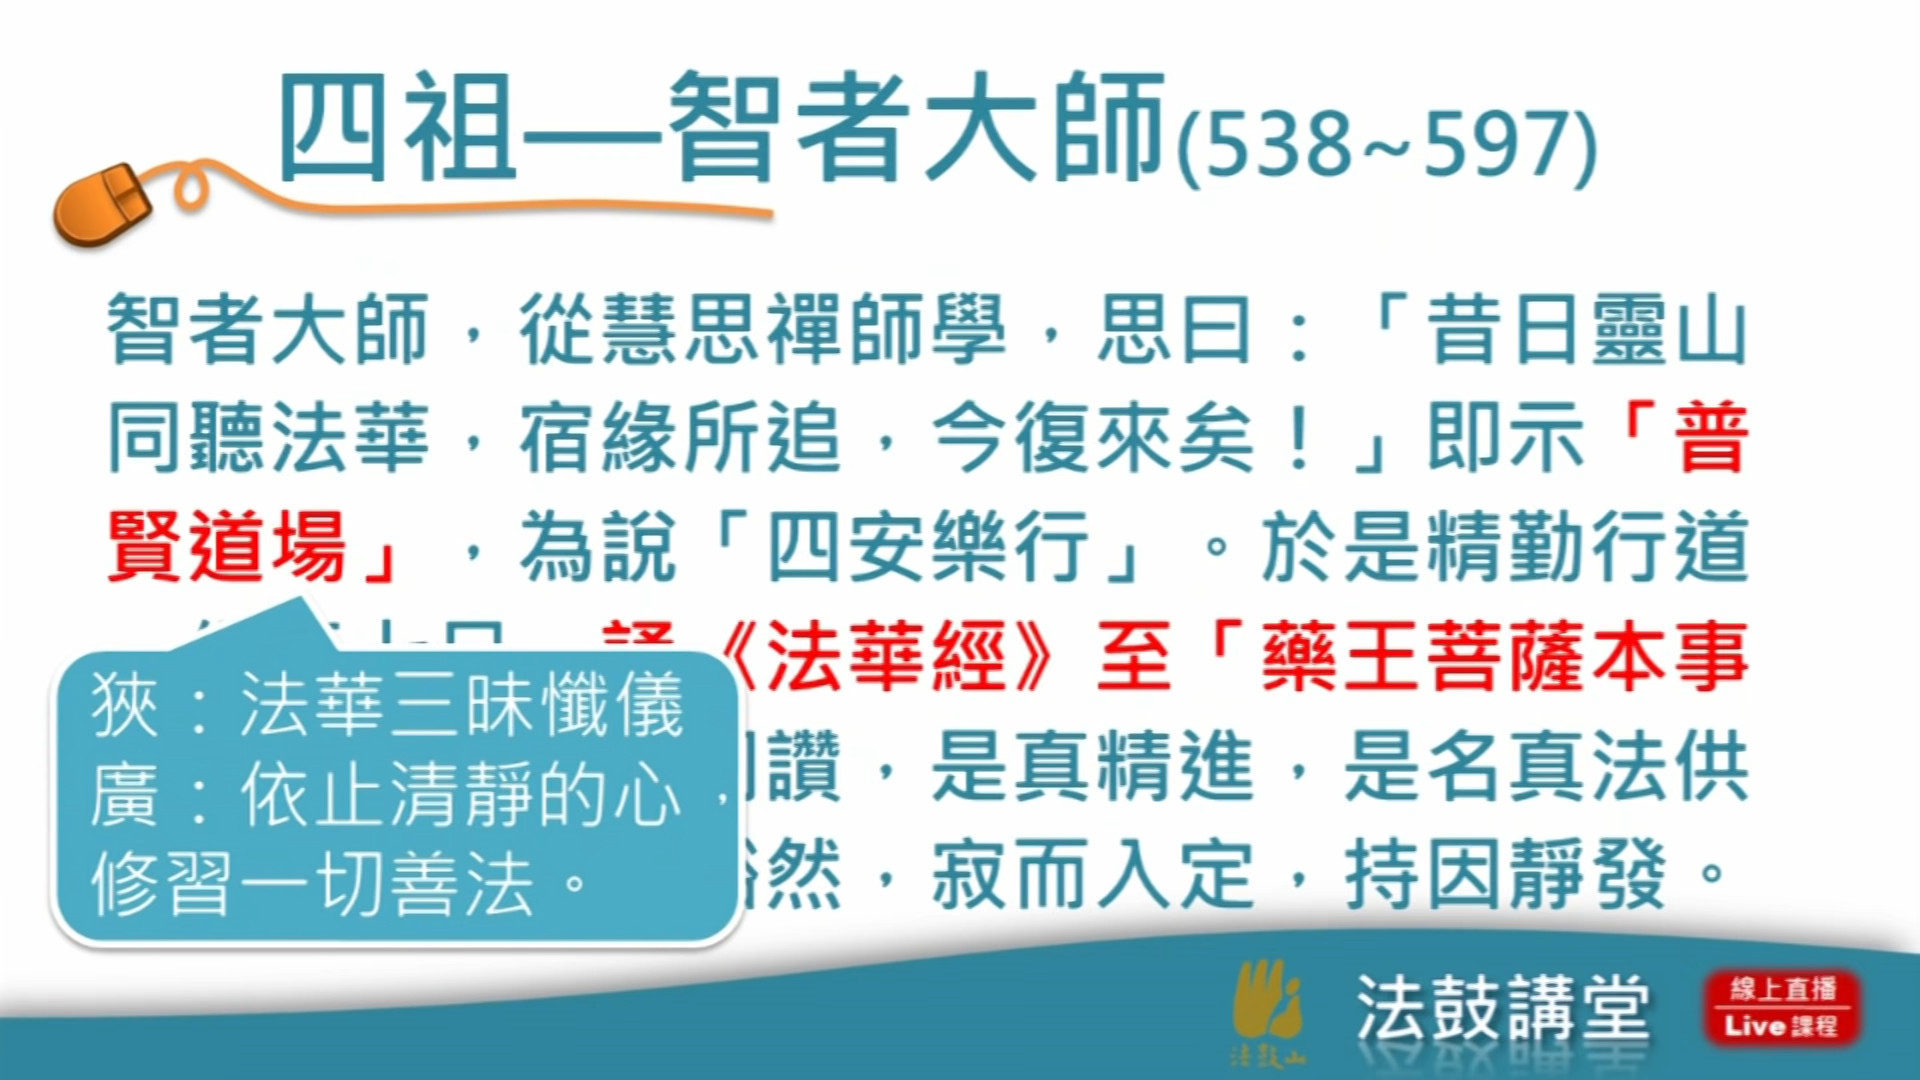 四祖—智者大師(538~597)
智者大師，從慧思禪師學，思曰：「昔日靈山
同聽法華，宿緣所追，今復來矣！」即示「普
賢道場」，為說「四安樂行」。於是精勤行道
《法華經》至「藥王菩薩本事
讚，是真精進，是名真法供
然，寂而入定，持因靜發。
狹：法華三昧懺儀
廣：依止清靜的心，
修習一切善法。
法鼓山
法鼓講堂
線上直播
Live課程